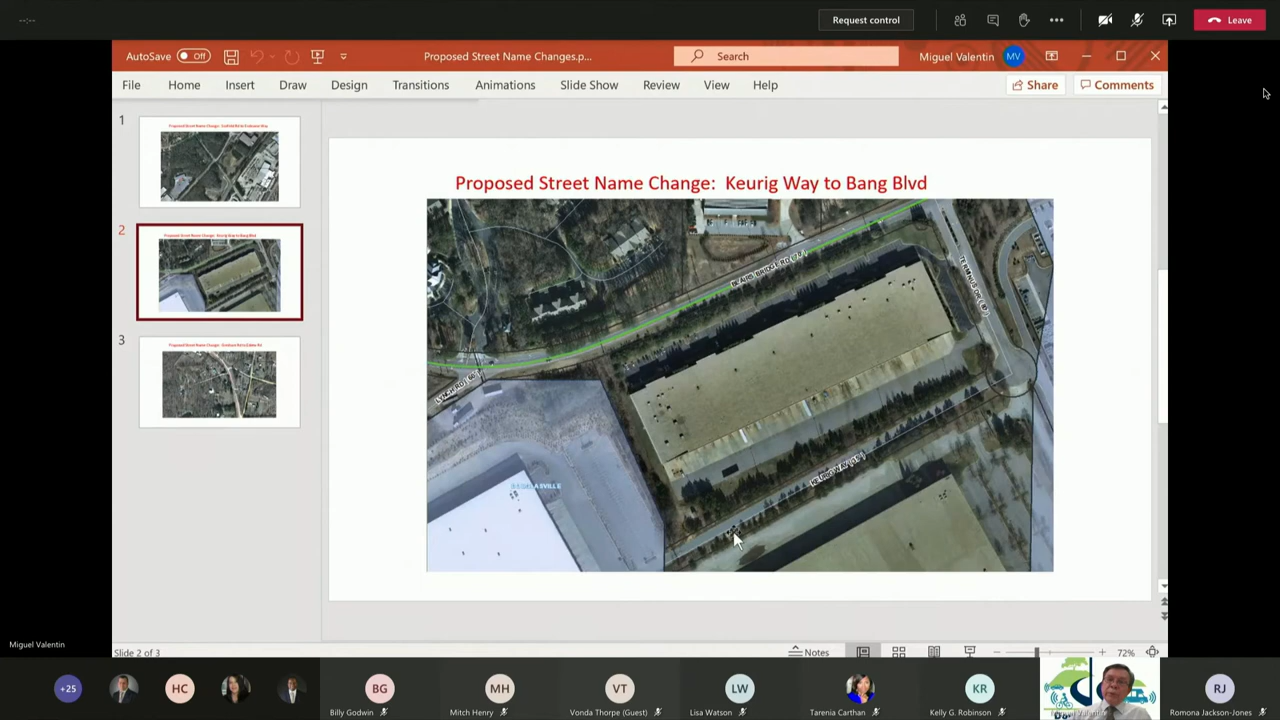 --:--
Request control
Leave
AutoSave Off
Proposed Street Name Changes.p...
Search
Miguel Valentin MV
File Home Insert Draw Design Transitions Animations Slide Show Review View Help
Share Comments
1
2
3
Proposed Street Name Change: Keurig Way to Bang Blvd
KEURIG WAY
Miguel Valentin
Slide 2 of 3
Notes
72%
+25
HC
BG
MH
VT
LW
KR
RJ
Billy Godwin
Mitch Henry
Vonda Thorpe (Guest)
Lisa Watson
Tarenia Carthan
Kelly G. Robinson
Romona Jackson-Jones